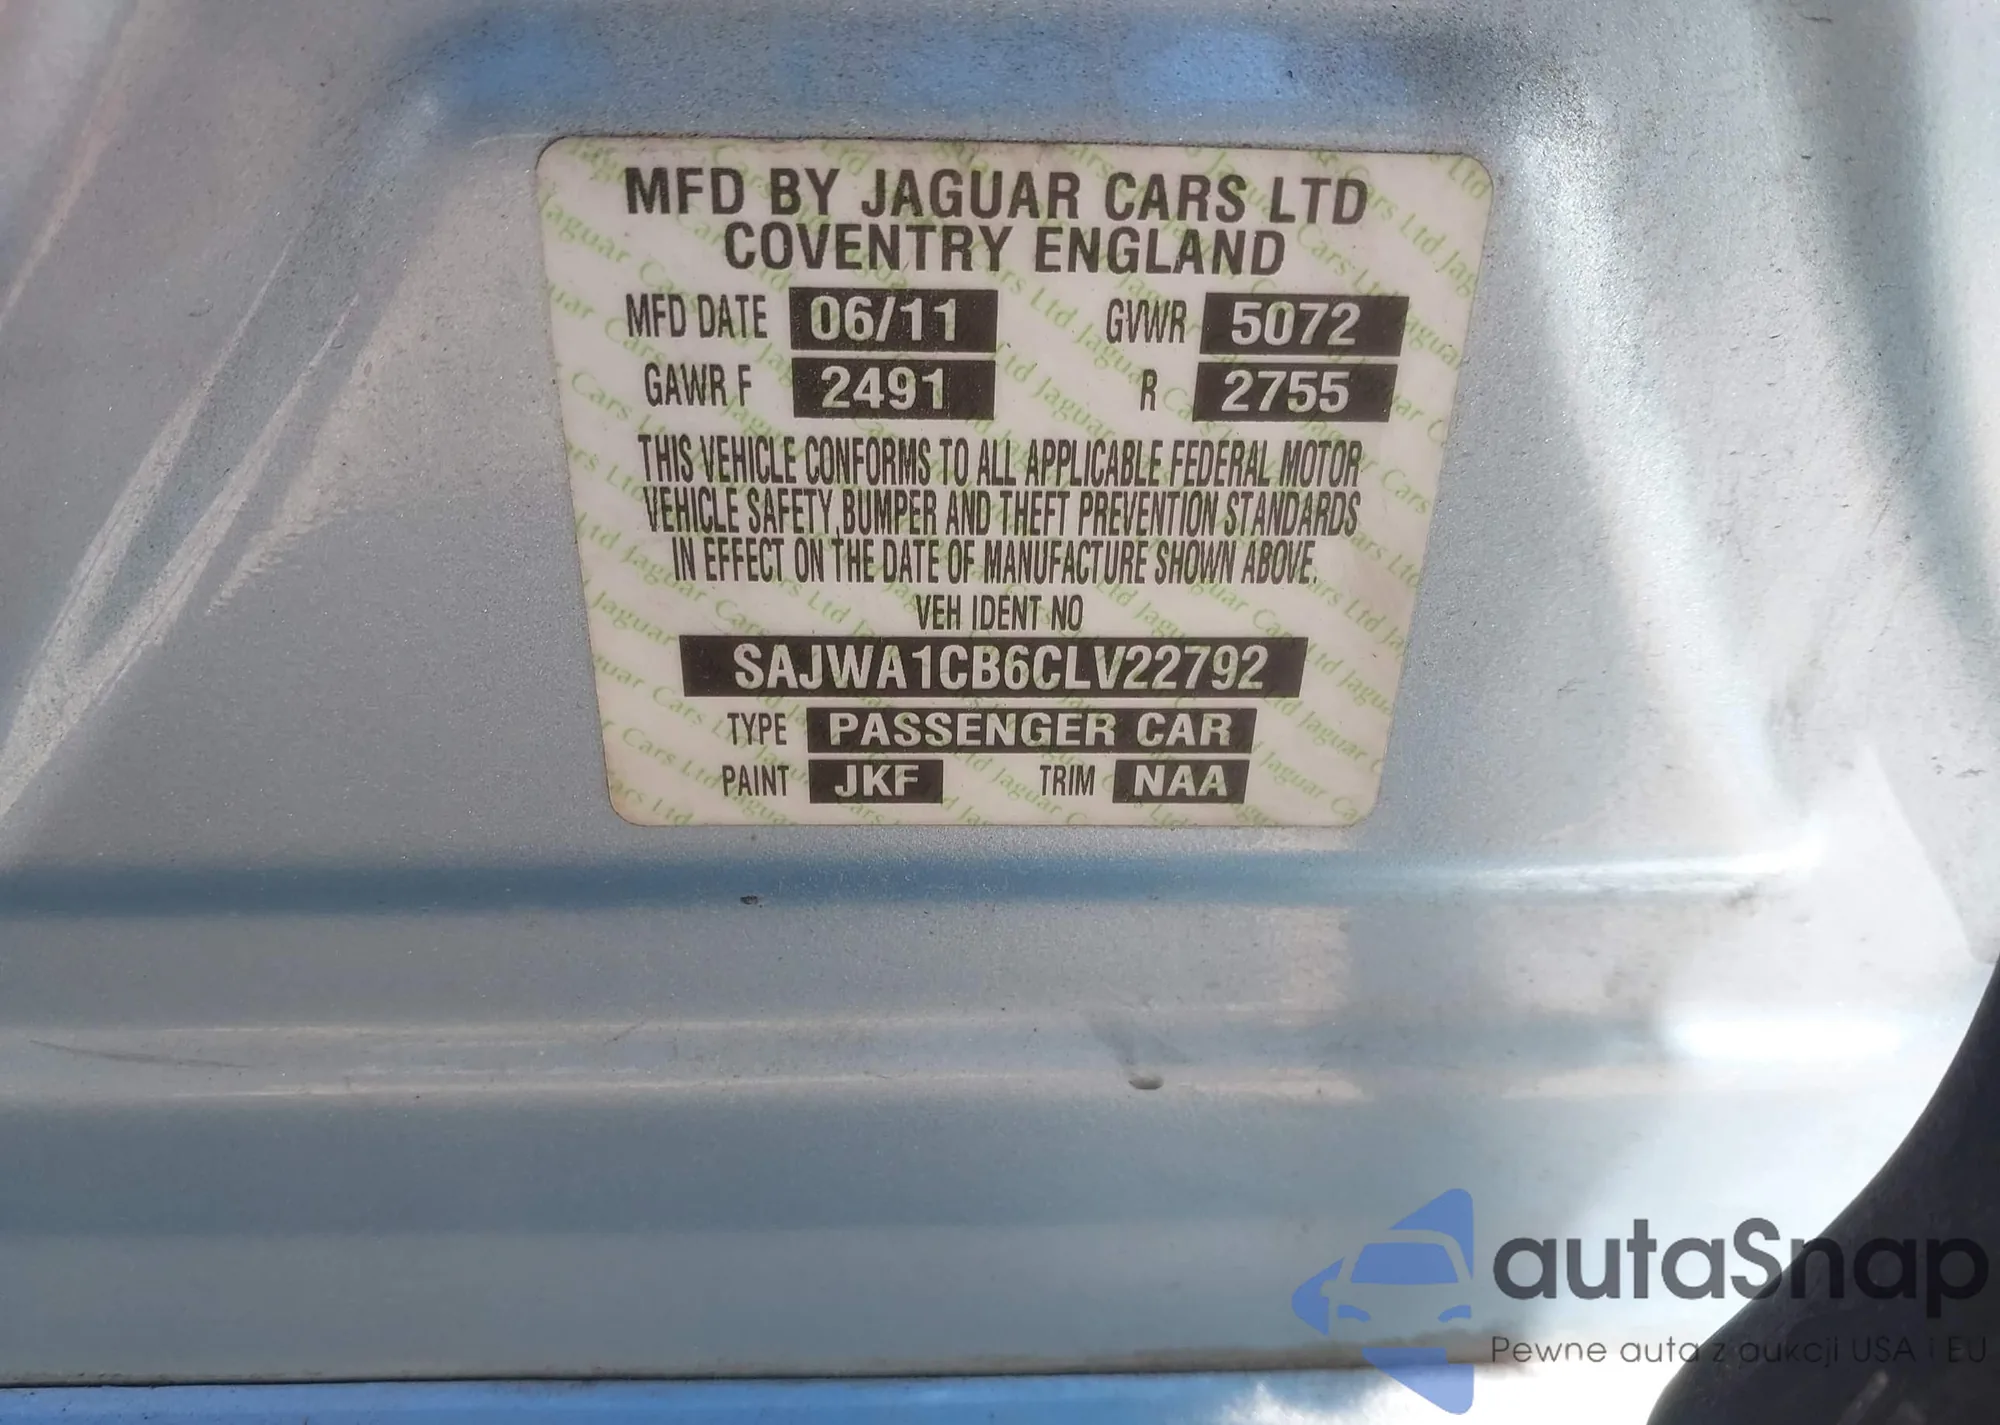 MFD BY JAGUAR CARS LTD
COVENTRY ENGLAND
MFD DATE 06/11 GVWR 5072
GAWR F 2491 R 2755
THIS VEHICLE CONFORMS TO ALL APPLICABLE FEDERAL MOTOR
VEHICLE SAFETY, BUMPER AND THEFT PREVENTION STANDARDS
IN EFFECT ON THE DATE OF MANUFACTURE SHOWN ABOVE.
VEH IDENT NO
SAJWA1CB6CLV22792
TYPE PASSENGER CAR
PAINT JKF TRIM NAA
autaSnap
Pewne auta z aukcji USA i EU